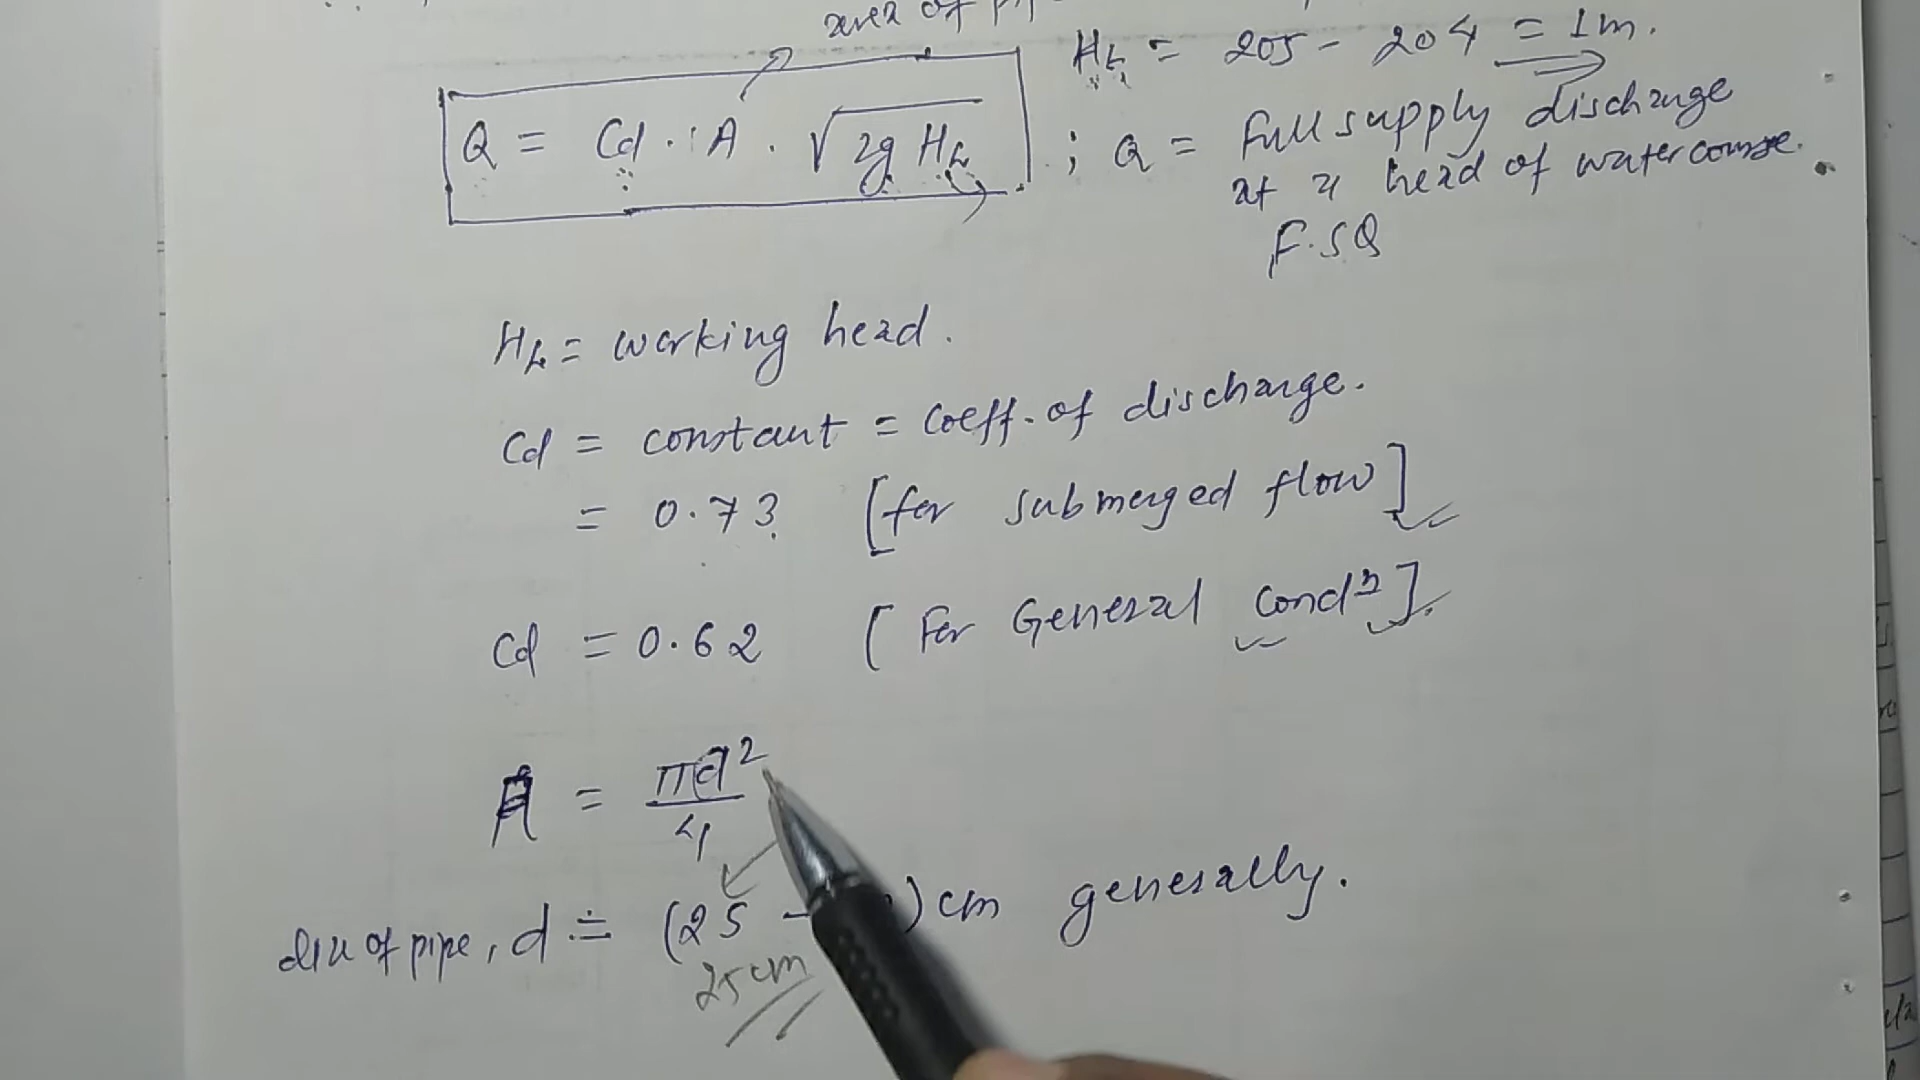 area of
H_L = 205 - 204 = 1m.
Q = Cd . A . √2g H_L ; Q = Full supply discharge
at a head of watercourse.
F.SQ
H_L = working head.
Cd = constant = coeff. of discharge.
= 0.73 [for submerged flow]
Cd = 0.62 [For General condⁿ].
A = πd²/4
dia of pipe, d = (25 - ) cm generally.
25cm